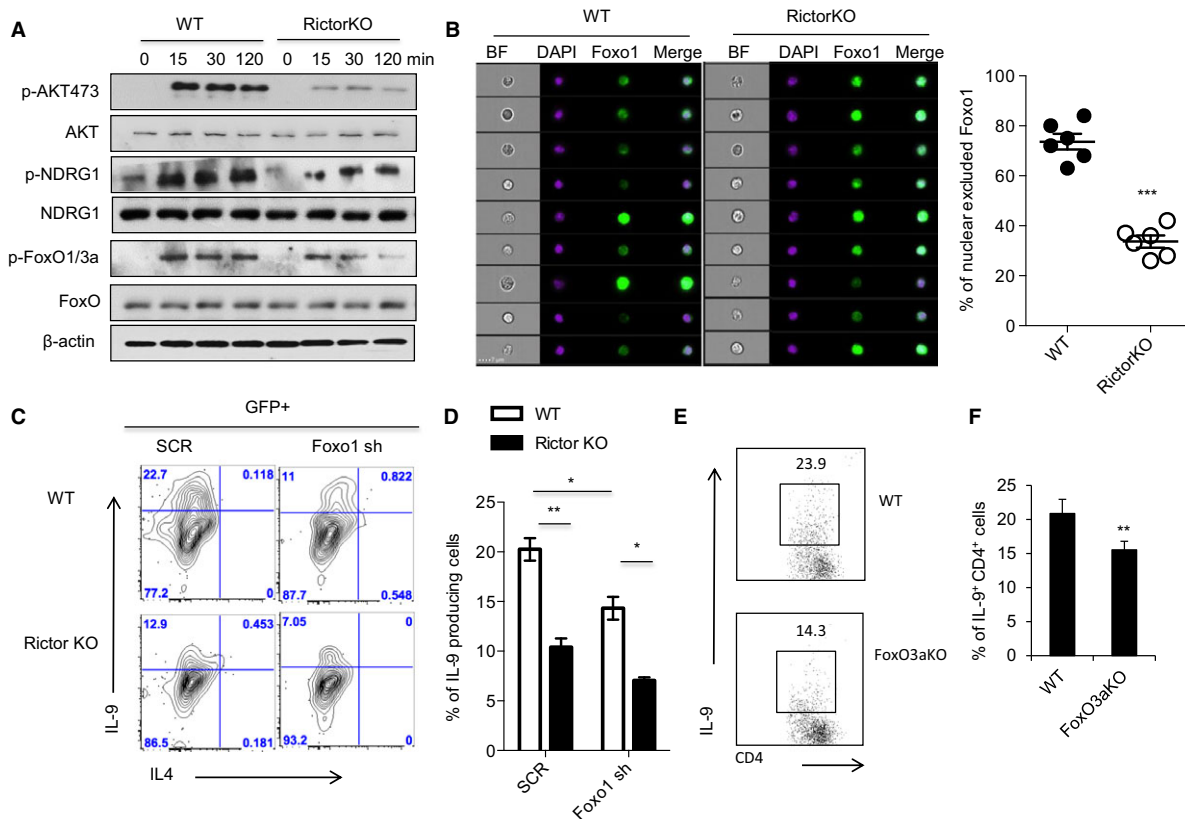 A
WT RictorKO
0 15 30 120 0 15 30 120 min
p-AKT473
AKT
p-NDRG1
NDRG1
p-FoxO1/3a
FoxO
β-actin
B
WT RictorKO
BF DAPI Foxo1 Merge BF DAPI Foxo1 Merge
% of nuclear excluded Foxo1
100
80
60
40
20
0
***
WT RictorKO
C
GFP+
SCR Foxo1 sh
WT
22.7 0.118 11 0.822
77.2 87.7 0.548
Rictor KO
12.9 0.453 7.05 0
86.5 0.181 93.2 0
IL-9
IL4
D
WT
Rictor KO
% of IL-9 producing cells
25
20
15
10
5
0
*
**
*
SCR Foxo1 sh
E
23.9
WT
14.3
FoxO3aKO
IL-9
CD4
F
% of IL-9⁺ CD4⁺ cells
25
20
15
10
5
0
**
WT FoxO3aKO